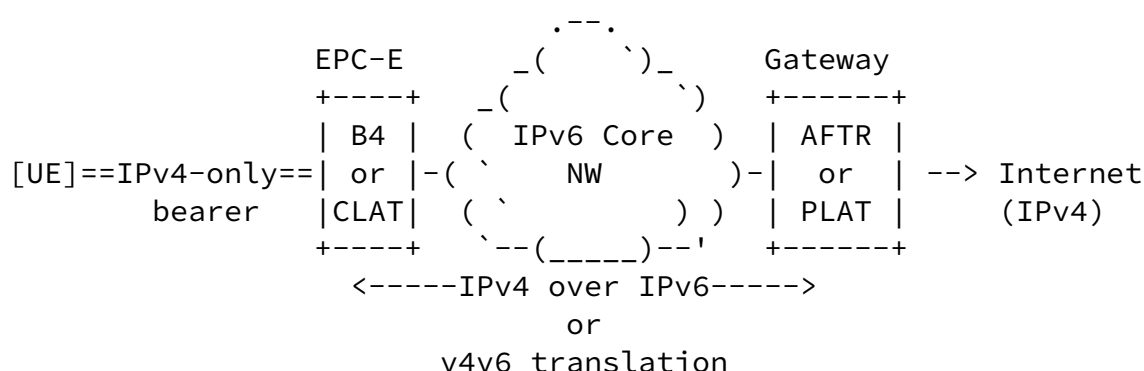 .--.
EPC-E _( `)_ Gateway
+----+ _( `) +------+
| B4 | ( IPv6 Core ) | AFTR |
[UE]==IPv4-only==| or |-( ` NW )-| or | --> Internet
bearer |CLAT| ( ` ) ) | PLAT | (IPv4)
+----+ `--(_____)--' +------+
<-----IPv4 over IPv6----->
or
v4v6 translation